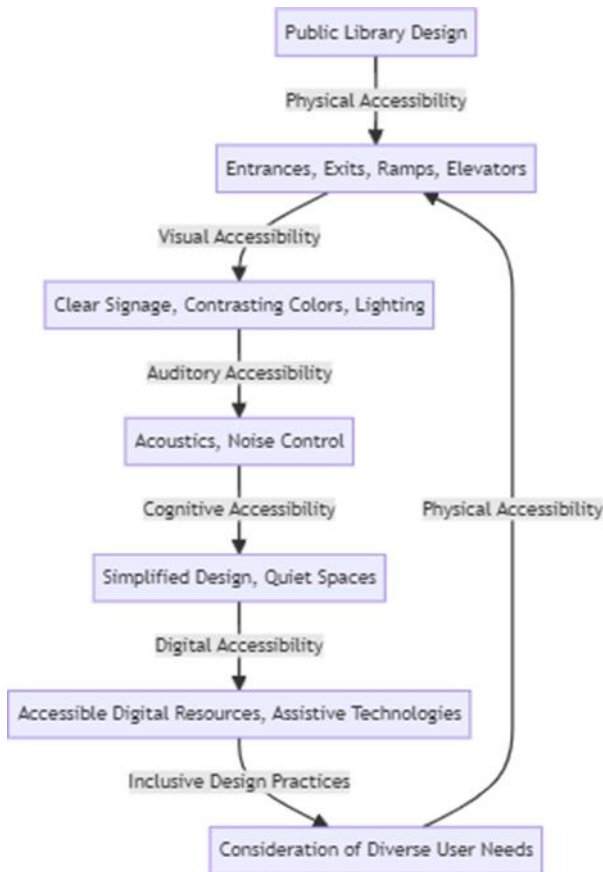 Public Library Design
Physical Accessibility
Entrances, Exits, Ramps, Elevators
Visual Accessibility
Clear Signage, Contrasting Colors, Lighting
Auditory Accessibility
Acoustics, Noise Control
Cognitive Accessibility
Physical Accessibility
Simplified Design, Quiet Spaces
Digital Accessibility
Accessible Digital Resources, Assistive Technologies
Inclusive Design Practices
Consideration of Diverse User Needs